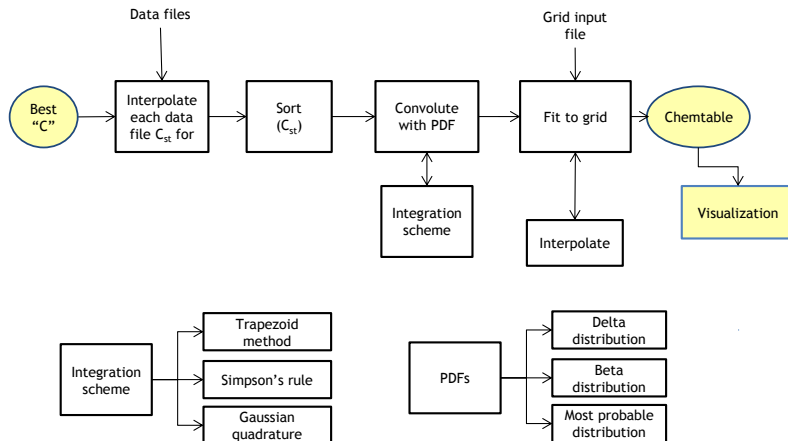 Data files
Grid input
file
Best
“C”
Interpolate
each data
file Cst for
Sort
(Cst)
Convolute
with PDF
Fit to grid
Chemtable
Integration
scheme
Interpolate
Visualization
Integration
scheme
Trapezoid
method
Simpson’s rule
Gaussian
quadrature
PDFs
Delta
distribution
Beta
distribution
Most probable
distribution